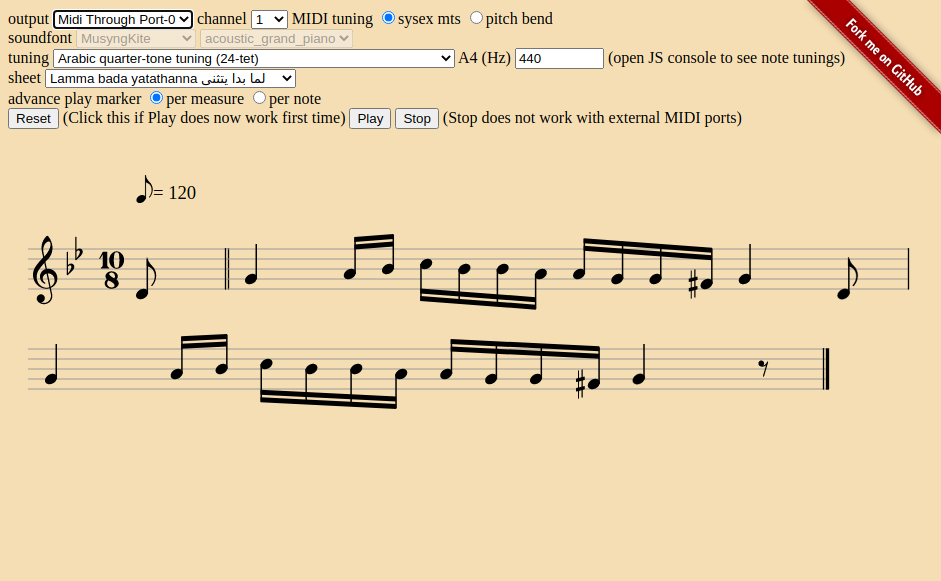 output Midi Through Port-0 channel 1 MIDI tuning sysex mts pitch bend
soundfont MusyngKite acoustic_grand_piano
tuning Arabic quarter-tone tuning (24-tet) A4 (Hz) 440 (open JS console to see note tunings)
sheet Lamma bada yatathanna لما بدا يتثنى
advance play marker per measure per note
Reset (Click this if Play does now work first time) Play Stop (Stop does not work with external MIDI ports)
Fork me on GitHub
= 120
10
8